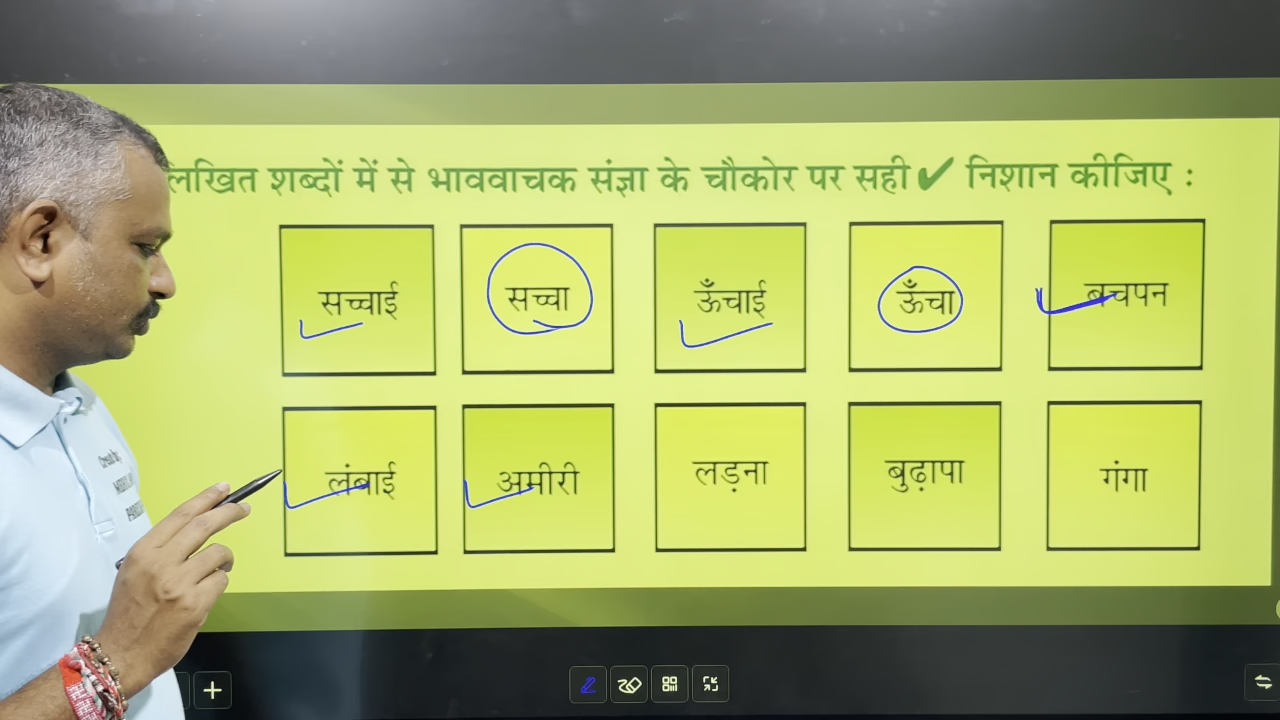 लिखित शब्दों में से भाववाचक संज्ञा के चौकोर पर सही ✔ निशान कीजिए :
सच्चाई सच्चा ऊँचाई ऊँचा बचपन
लंबाई अमीरी लड़ना बुढ़ापा गंगा